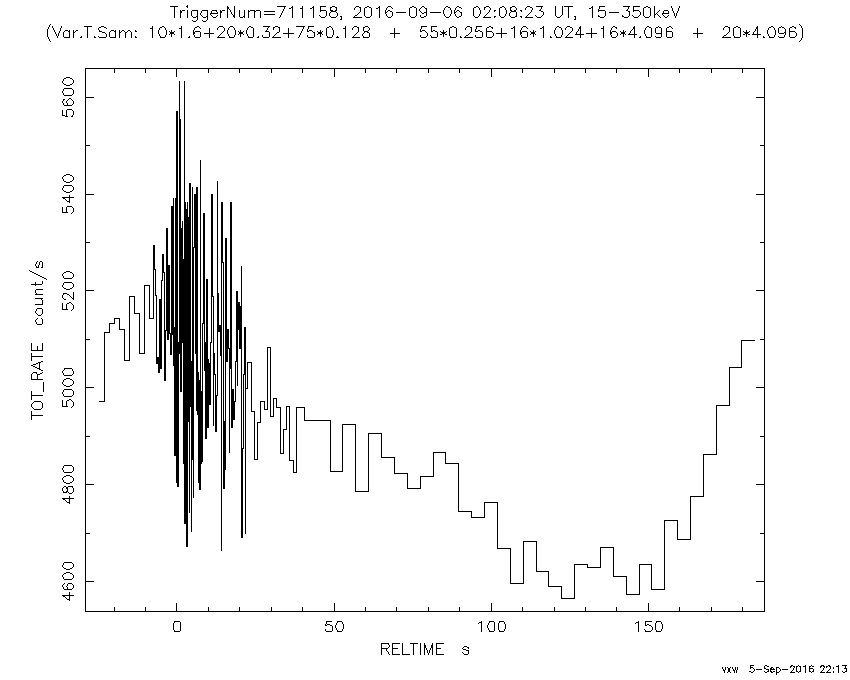 TriggerNum=711158, 2016-09-06 02:08:23 UT, 15-350keV
(Var.T.Sam: 10*1.6+20*0.32+75*0.128 + 55*0.256+16*1.024+16*4.096 + 20*4.096)
5600
5400
5200
5000
4800
4600
TOT_RATE count/s
0 50 100 150
RELTIME s
vxw 5-Sep-2016 22:13